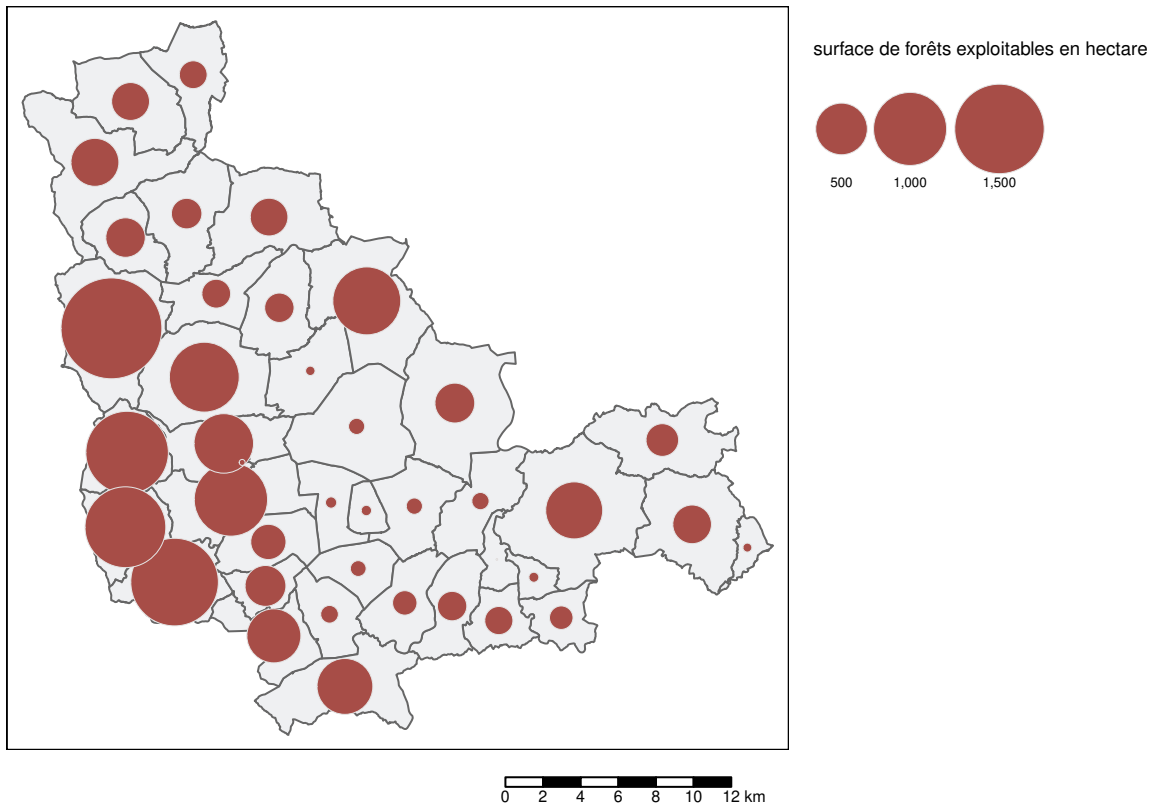 surface de forêts exploitables en hectare
500 1,000 1,500
0 2 4 6 8 10 12 km